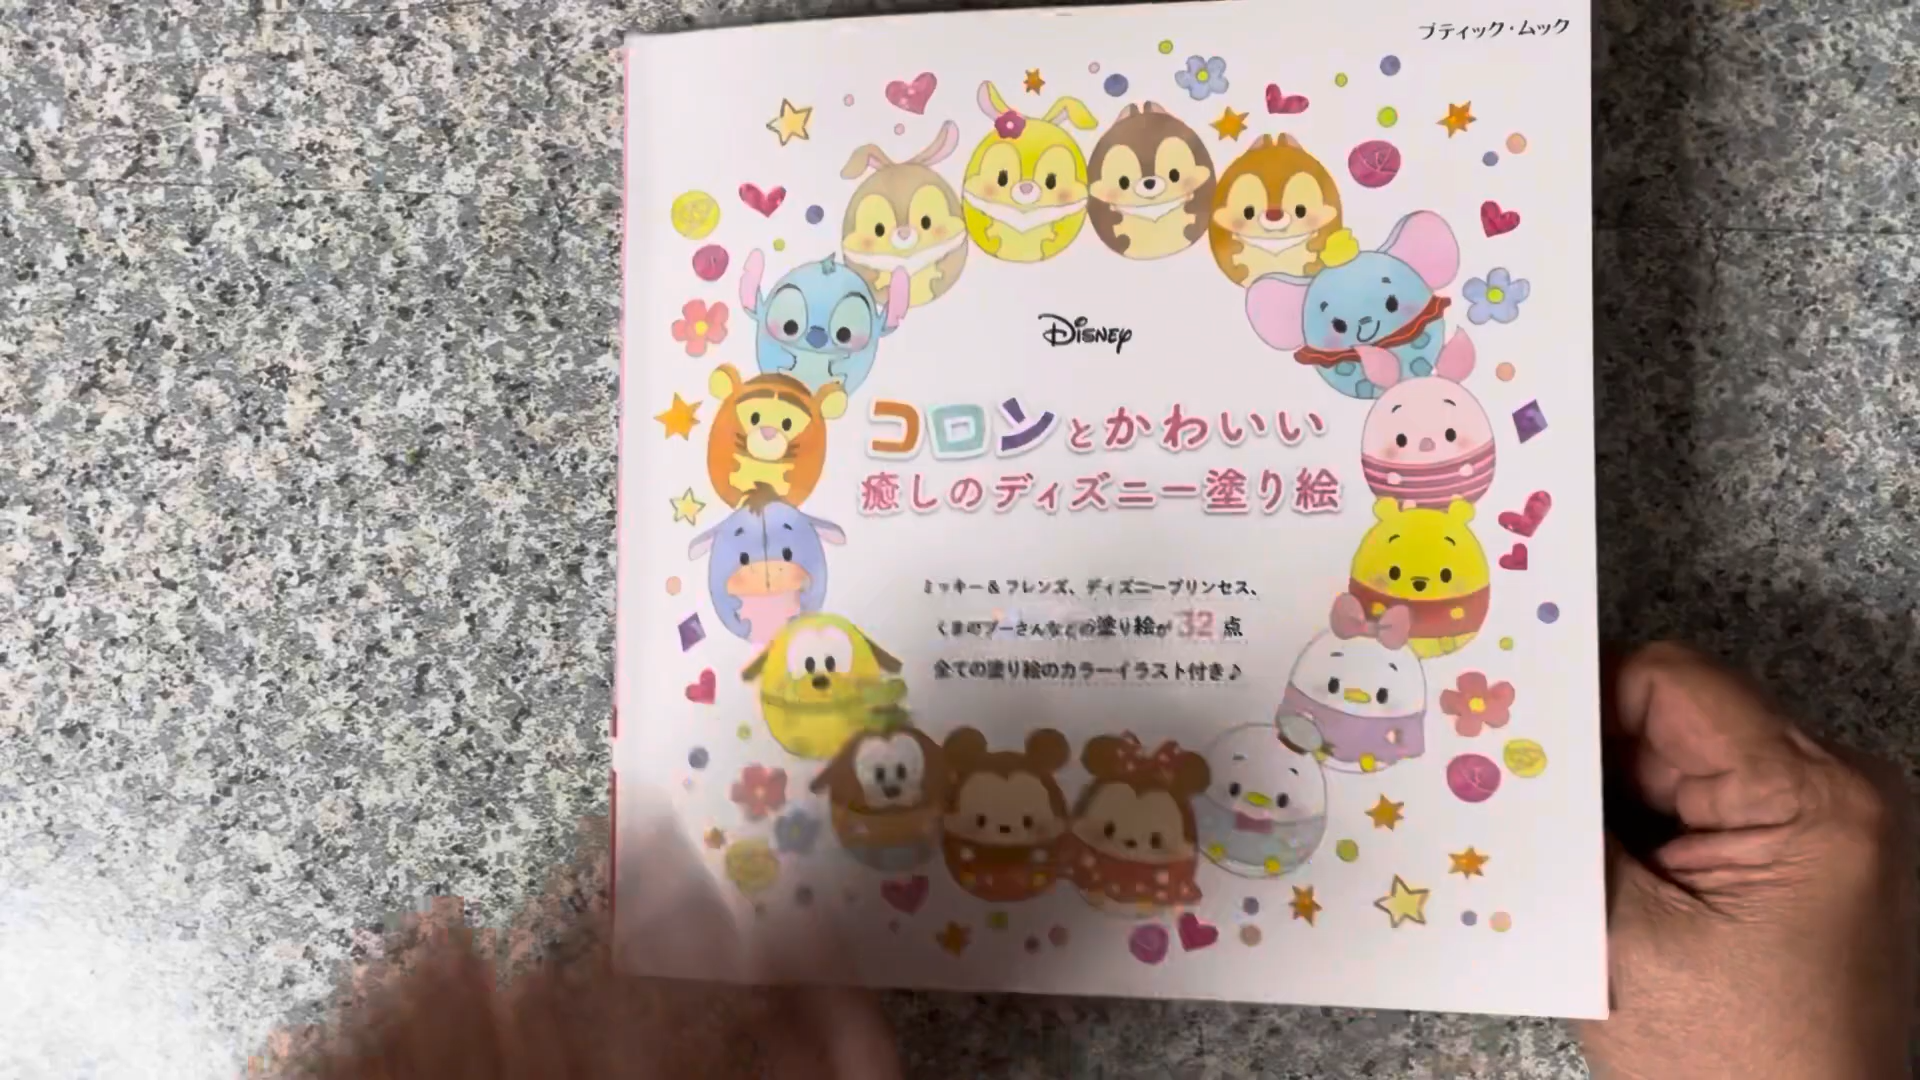 ブティック・ムック
Disney
コロンとかわいい
癒しのディズニー塗り絵
ミッキー＆フレンズ、ディズニープリンセス、
くまのプーさんなどの塗り絵が32点
全ての塗り絵のカラーイラスト付き♪